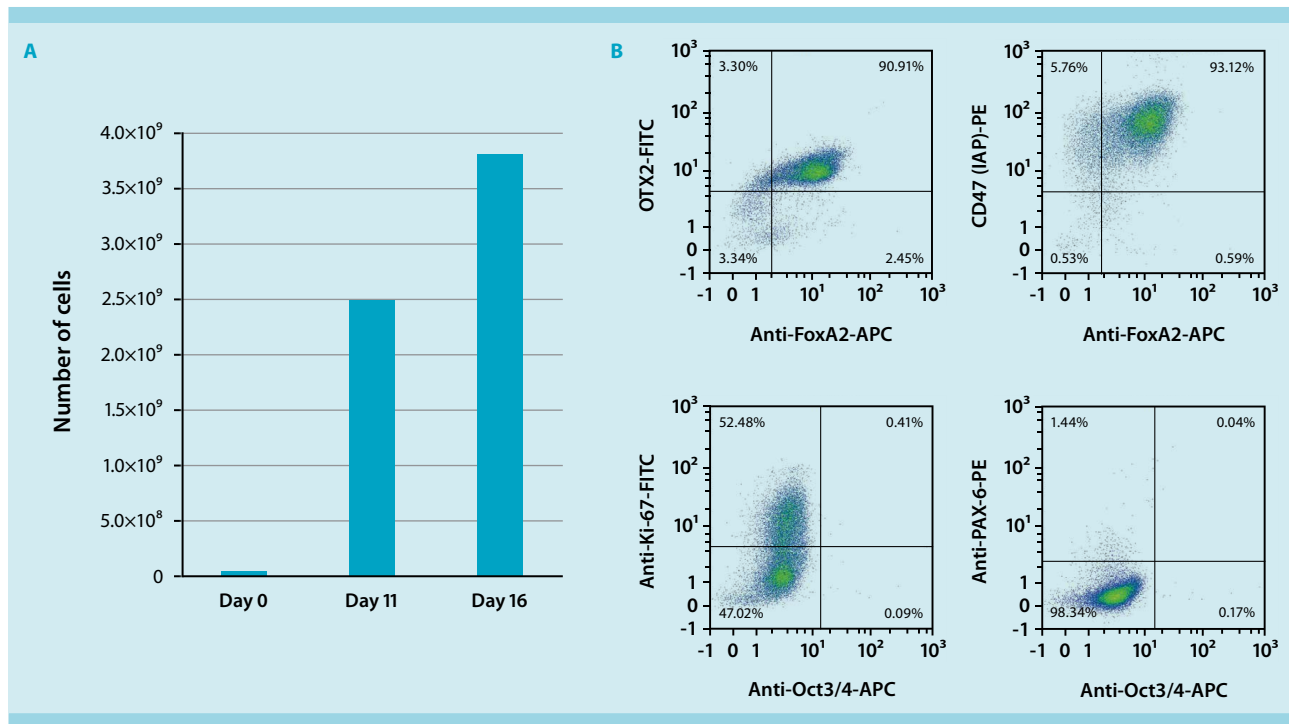 A
Number of cells
4.0×10⁹
3.5×10⁹
3.0×10⁹
2.5×10⁹
2.0×10⁹
1.5×10⁹
1.0×10⁹
5.0×10⁸
0
Day 0 Day 11 Day 16
B
OTX2-FITC
10³
10²
10¹
1
0
-1
3.30% 90.91%
3.34% 2.45%
-1 0 1 10¹ 10² 10³
Anti-FoxA2-APC
CD47 (IAP)-PE
10³
10²
10¹
1
0
-1
5.76% 93.12%
0.53% 0.59%
-1 0 1 10¹ 10² 10³
Anti-FoxA2-APC
Anti-Ki-67-FITC
10³
10²
10¹
1
0
-1
52.48% 0.41%
47.02% 0.09%
-1 0 1 10¹ 10² 10³
Anti-Oct3/4-APC
Anti-PAX-6-PE
10³
10²
10¹
1
0
-1
1.44% 0.04%
98.34% 0.17%
-1 0 1 10¹ 10² 10³
Anti-Oct3/4-APC